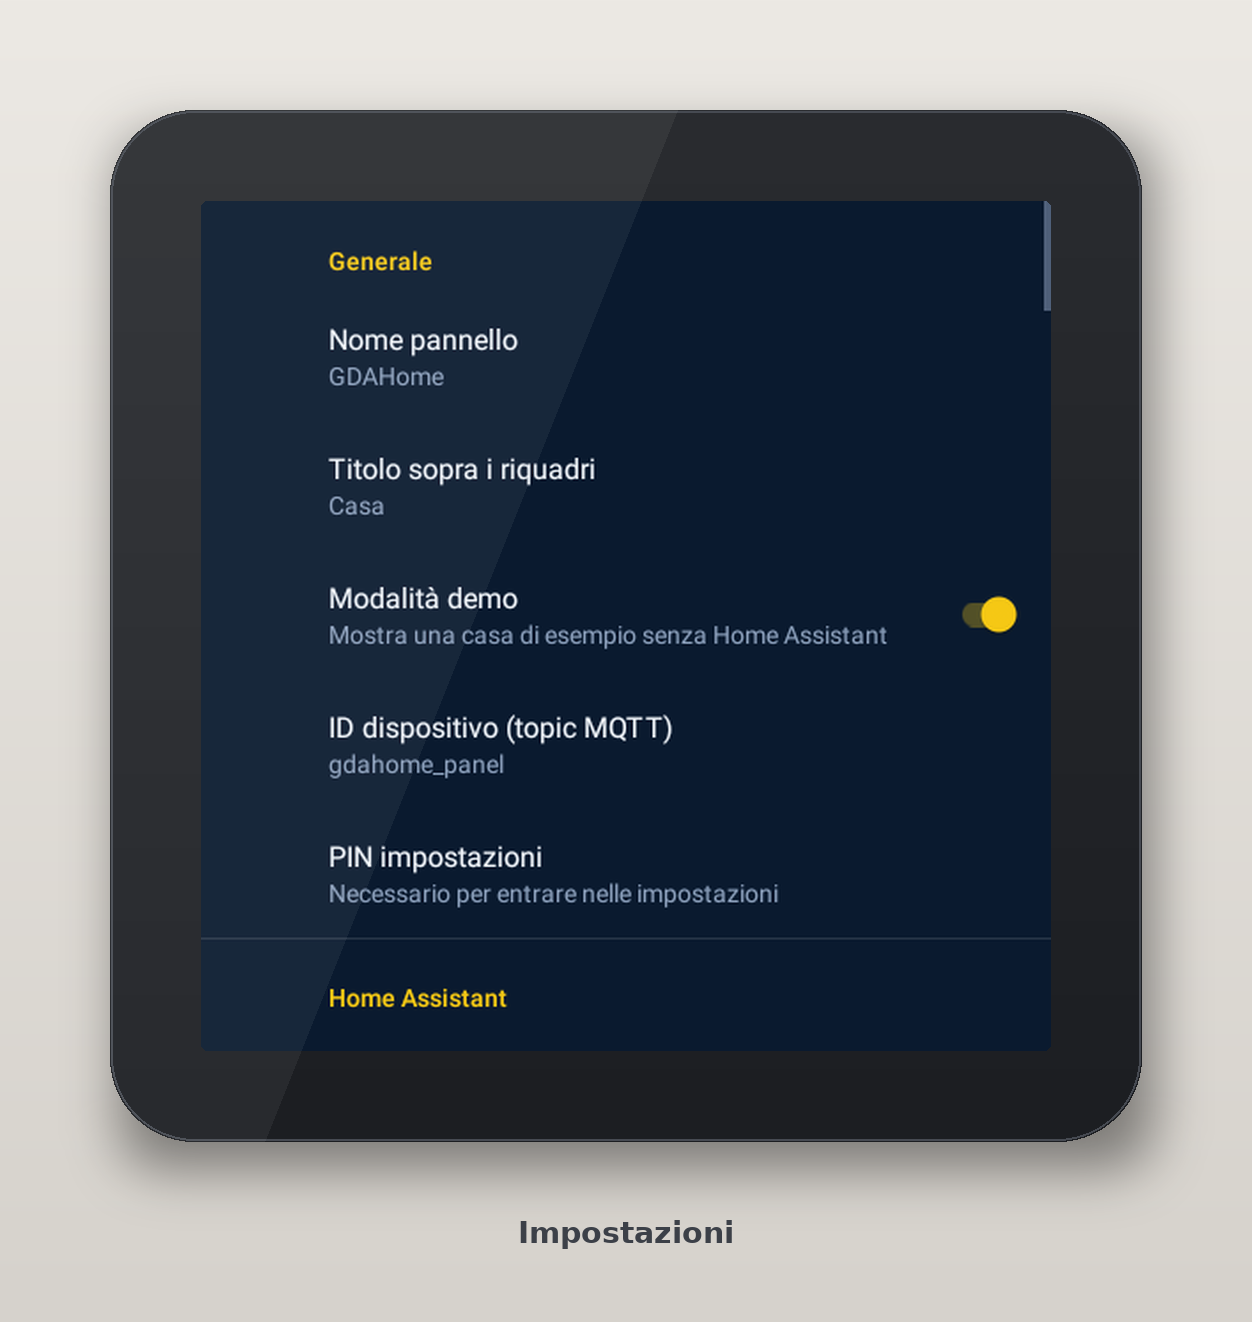 Generale
Nome pannello
GDAHome
Titolo sopra i riquadri
Casa
Modalità demo
Mostra una casa di esempio senza Home Assistant
ID dispositivo (topic MQTT)
gdahome_panel
PIN impostazioni
Necessario per entrare nelle impostazioni
Home Assistant
Impostazioni